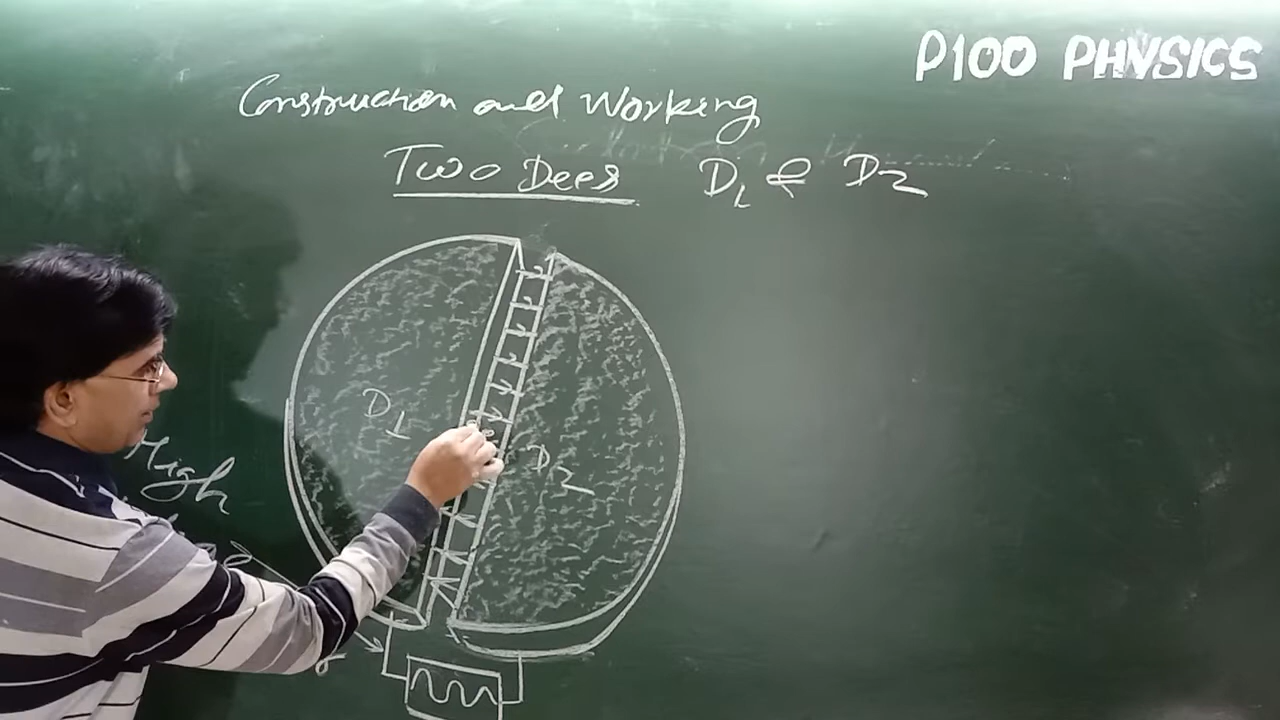 P100 PHYSICS
Construction and Working
Two Dees D1 & D2
D1
D2
High